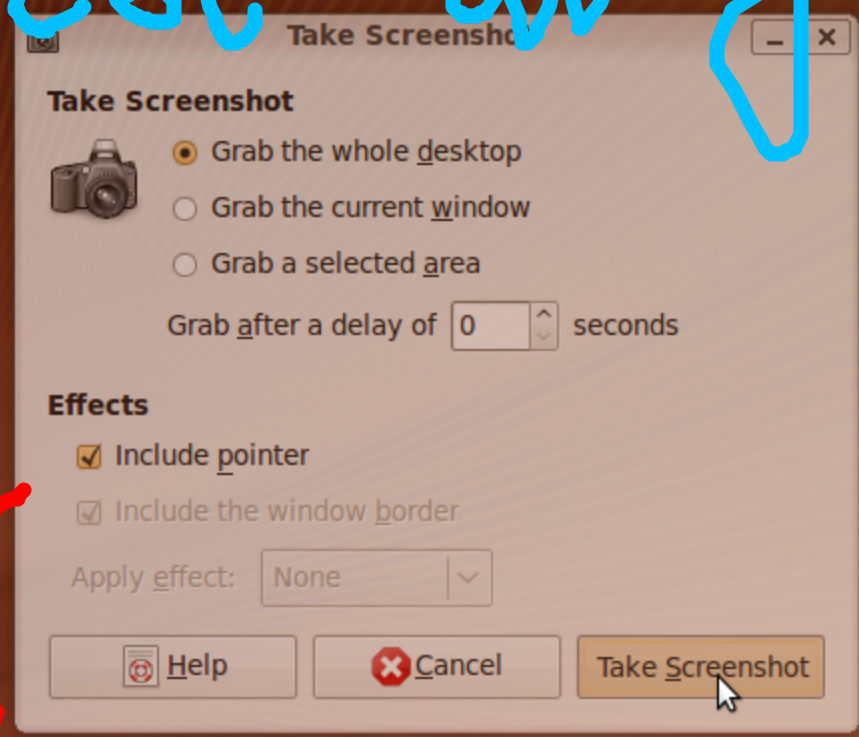 Take Screensho
Take Screenshot
Grab the whole desktop
Grab the current window
Grab a selected area
Grab after a delay of 0 seconds
Effects
Include pointer
Include the window border
Apply effect: None
Help Cancel Take Screenshot